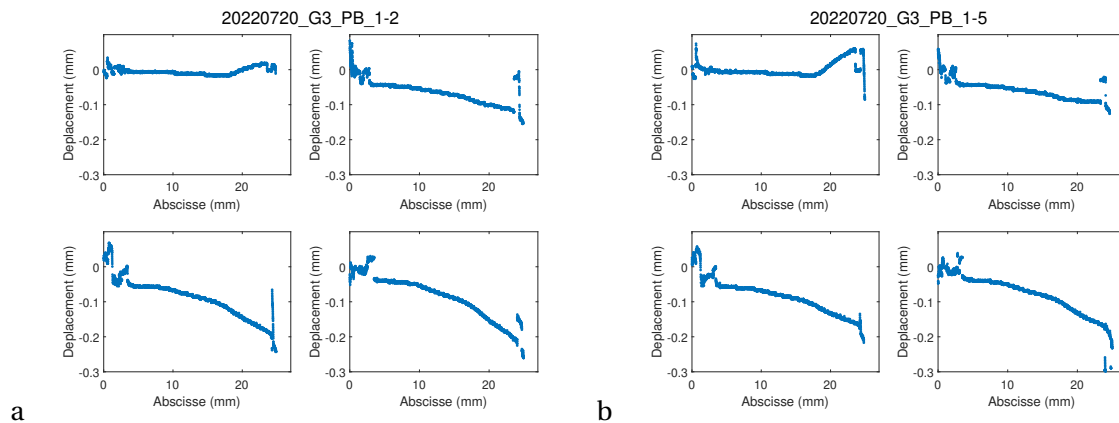 20220720_G3_PB_1-2
20220720_G3_PB_1-5
Deplacement (mm)
0
-0.1
-0.2
-0.3
0 10 20
Abscisse (mm)
Deplacement (mm)
0
-0.1
-0.2
-0.3
0 10 20
Abscisse (mm)
Deplacement (mm)
0
-0.1
-0.2
-0.3
0 10 20
Abscisse (mm)
Deplacement (mm)
0
-0.1
-0.2
-0.3
0 10 20
Abscisse (mm)
Deplacement (mm)
0
-0.1
-0.2
-0.3
0 10 20
Abscisse (mm)
Deplacement (mm)
0
-0.1
-0.2
-0.3
0 10 20
Abscisse (mm)
Deplacement (mm)
0
-0.1
-0.2
-0.3
0 10 20
Abscisse (mm)
Deplacement (mm)
0
-0.1
-0.2
-0.3
0 10 20
Abscisse (mm)
a
b